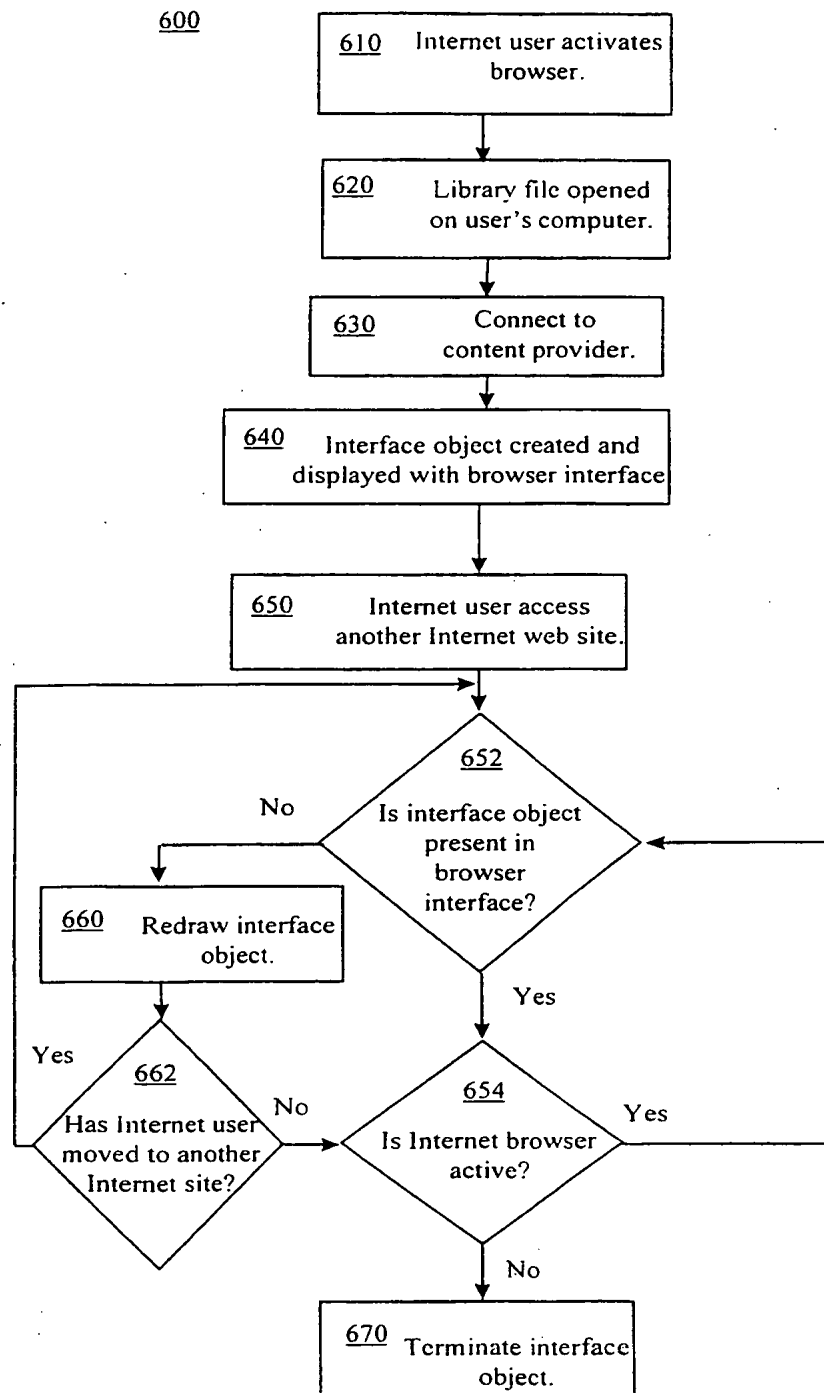 600
610 Internet user activates
browser.
620 Library file opened
on user's computer.
630 Connect to
content provider.
640 Interface object created and
displayed with browser interface
650 Internet user access
another Internet web site.
652
No
Is interface object
present in
browser
interface?
660 Redraw interface
object.
Yes
Yes
662
Has Internet user
moved to another
Internet site?
No
654
Is Internet browser
active?
Yes
No
670 Terminate interface
object.